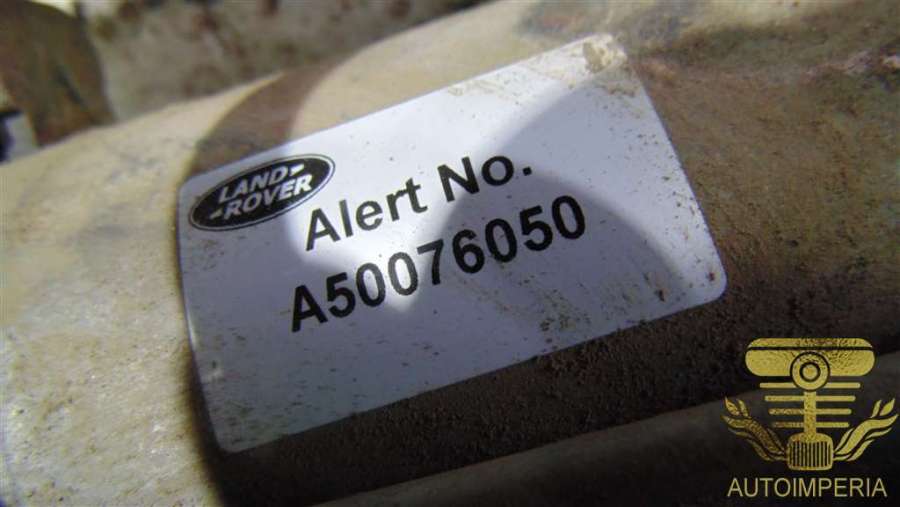 LAND-
-ROVER
Alert No.
A50076050
AUTOIMPERIA